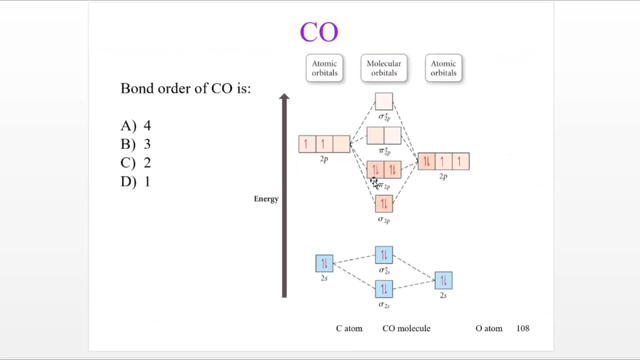 CO
Atomic
orbitals
Molecular
orbitals
Atomic
orbitals
Bond order of CO is:
A) 4
B) 3
C) 2
D) 1
Energy
σ*2p
2p
π*2p
2p
π2p
σ2p
2s
σ*2s
2s
σ2s
C atom CO molecule O atom 108